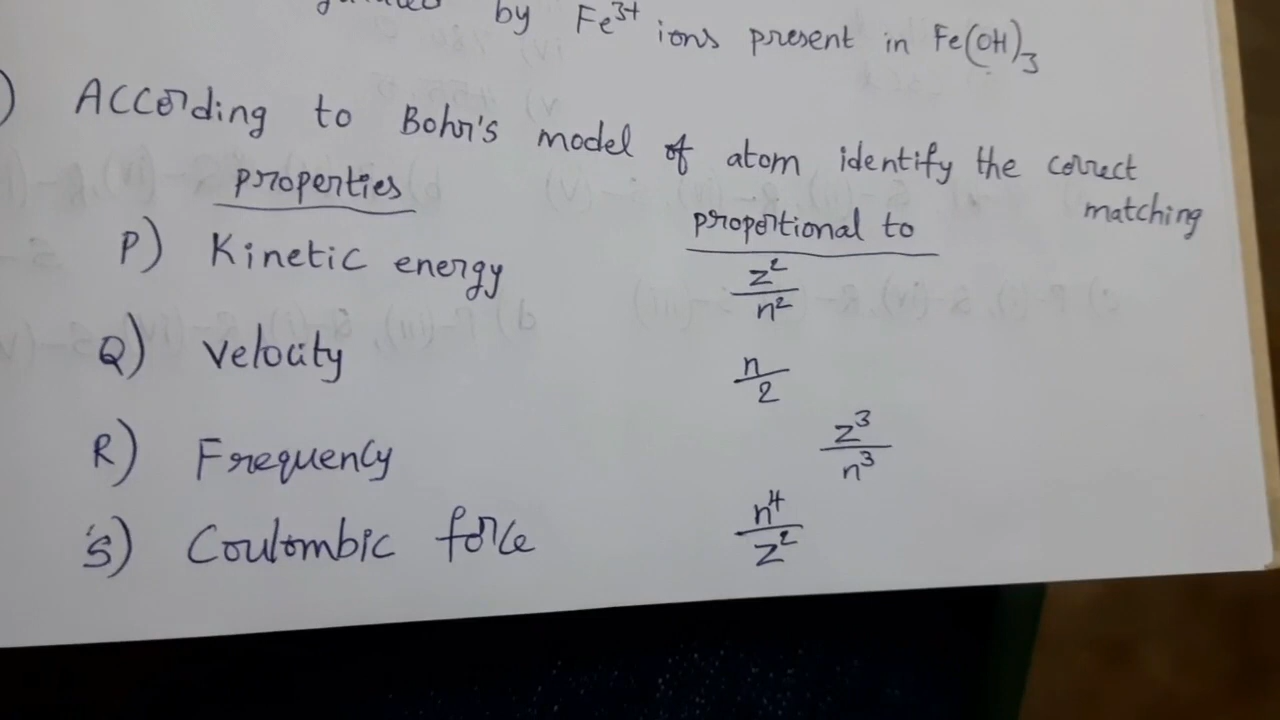 by Fe³⁺ ions present in Fe(OH)₃
) According to Bohr's model of atom identify the correct matching
properties proportional to
P) Kinetic energy z²/n²
Q) Velocity n/2
R) Frequency z³/n³
S) Coulombic force n⁴/z²